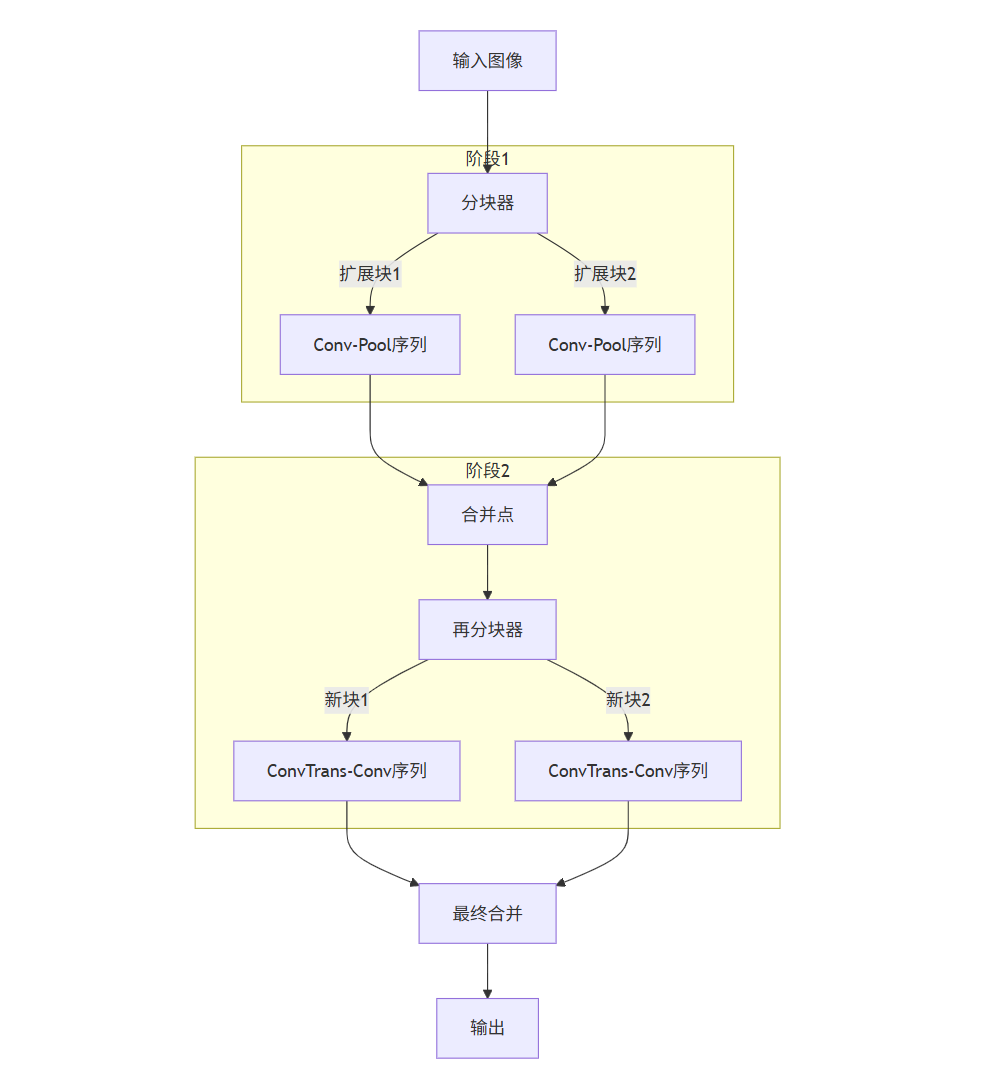 输入图像
阶段1
分块器
扩展块1
扩展块2
Conv-Pool序列
Conv-Pool序列
阶段2
合并点
再分块器
新块1
新块2
ConvTrans-Conv序列
ConvTrans-Conv序列
最终合并
输出